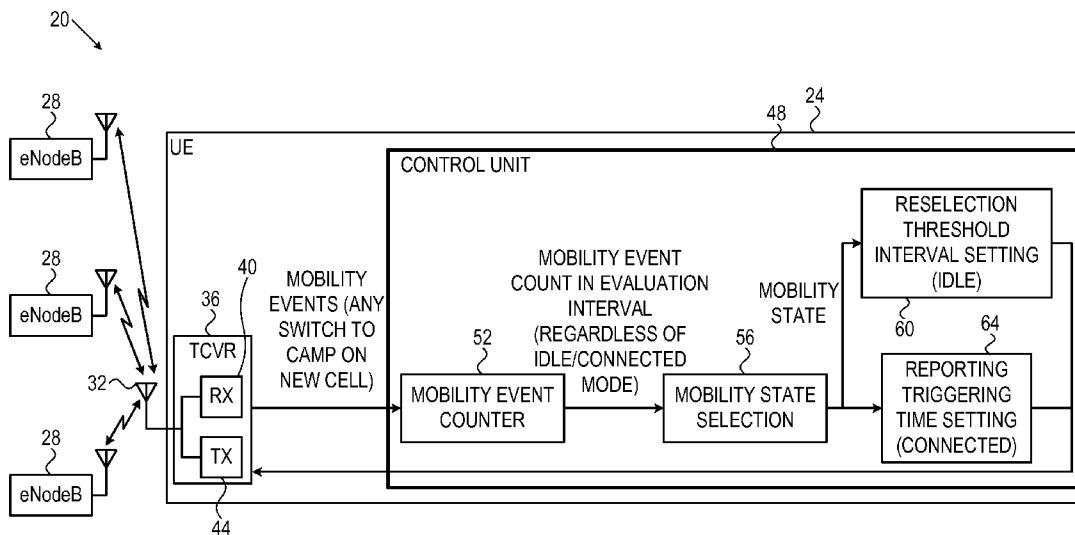 20
28
eNodeB
28
eNodeB
32
28
eNodeB
24
48
UE
36
40
TCVR
RX
TX
44
MOBILITY
EVENTS (ANY
SWITCH TO
CAMP ON
NEW CELL)
CONTROL UNIT
52
MOBILITY EVENT
COUNTER
MOBILITY EVENT
COUNT IN EVALUATION
INTERVAL
(REGARDLESS OF
IDLE/CONNECTED
MODE)
56
MOBILITY STATE
SELECTION
MOBILITY
STATE
RESELECTION
THRESHOLD
INTERVAL SETTING
(IDLE)
60
64
REPORTING
TRIGGERING
TIME SETTING
(CONNECTED)